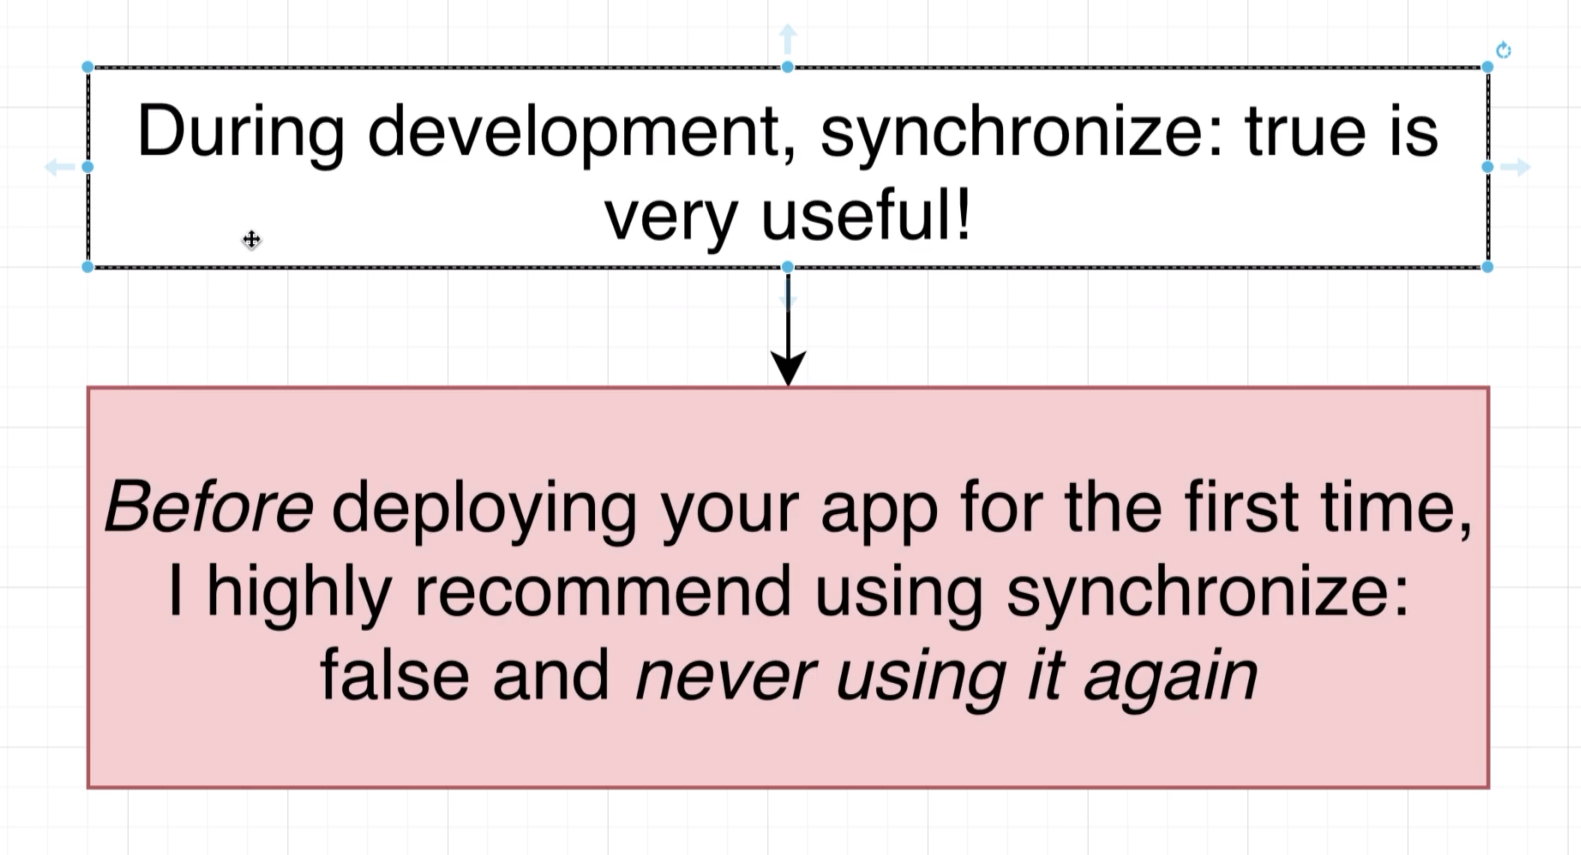 During development, synchronize: true is
very useful!
Before deploying your app for the first time,
I highly recommend using synchronize:
false and never using it again